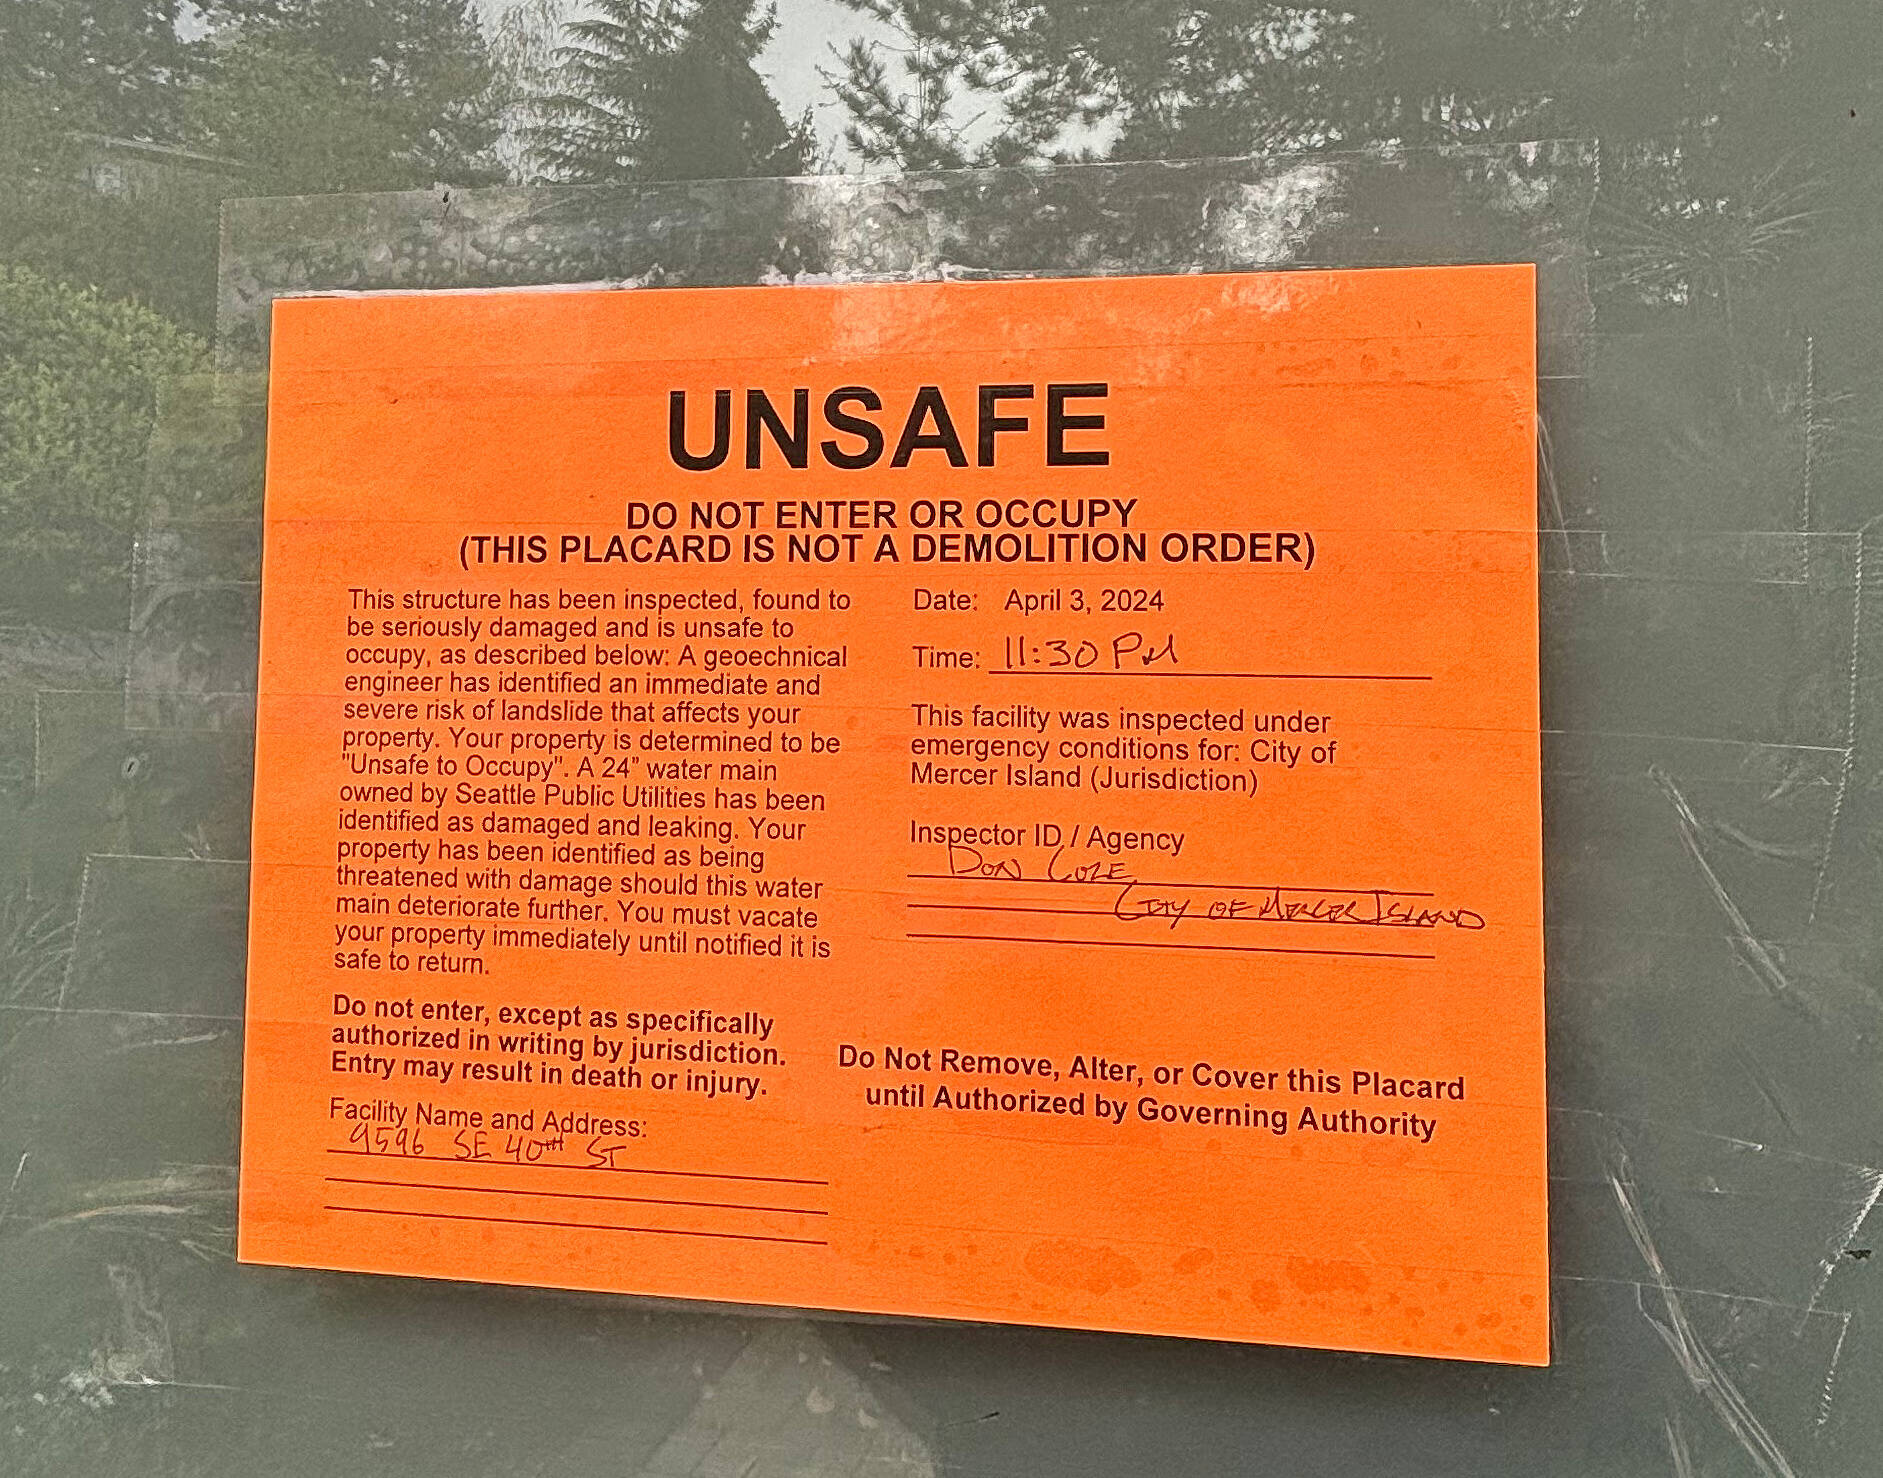 UNSAFE
DO NOT ENTER OR OCCUPY
(THIS PLACARD IS NOT A DEMOLITION ORDER)
This structure has been inspected, found to
be seriously damaged and is unsafe to
occupy, as described below: A geoechnical
engineer has identified an immediate and
severe risk of landslide that affects your
property. Your property is determined to be
"Unsafe to Occupy". A 24" water main
owned by Seattle Public Utilities has been
identified as damaged and leaking. Your
property has been identified as being
threatened with damage should this water
main deteriorate further. You must vacate
your property immediately until notified it is
safe to return.
Do not enter, except as specifically
authorized in writing by jurisdiction.
Entry may result in death or injury.
Facility Name and Address:
9596 SE 40TH ST
Date: April 3, 2024
Time: 11:30 PM
This facility was inspected under
emergency conditions for: City of
Mercer Island (Jurisdiction)
Inspector ID / Agency
DON COLE
CITY OF MERCER ISLAND
Do Not Remove, Alter, or Cover this Placard
until Authorized by Governing Authority